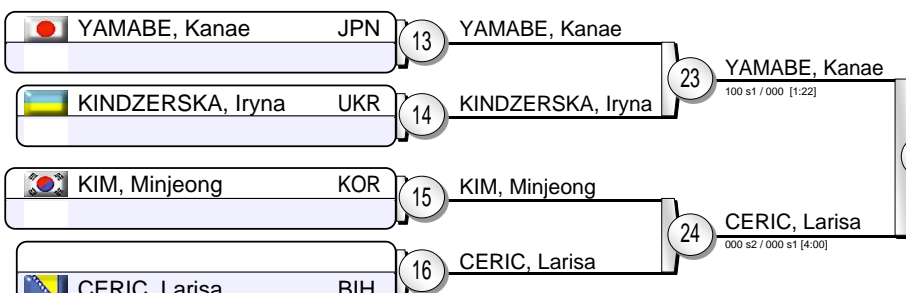 YAMABE, Kanae JPN
13
YAMABE, Kanae
23
YAMABE, Kanae
100 s1 / 000 [1:22]
KINDZERSKA, Iryna UKR
14
KINDZERSKA, Iryna
KIM, Minjeong KOR
15
KIM, Minjeong
24
CERIC, Larisa
000 s2 / 000 s1 [4:00]
16
CERIC, Larisa
CERIC, Larisa BIH